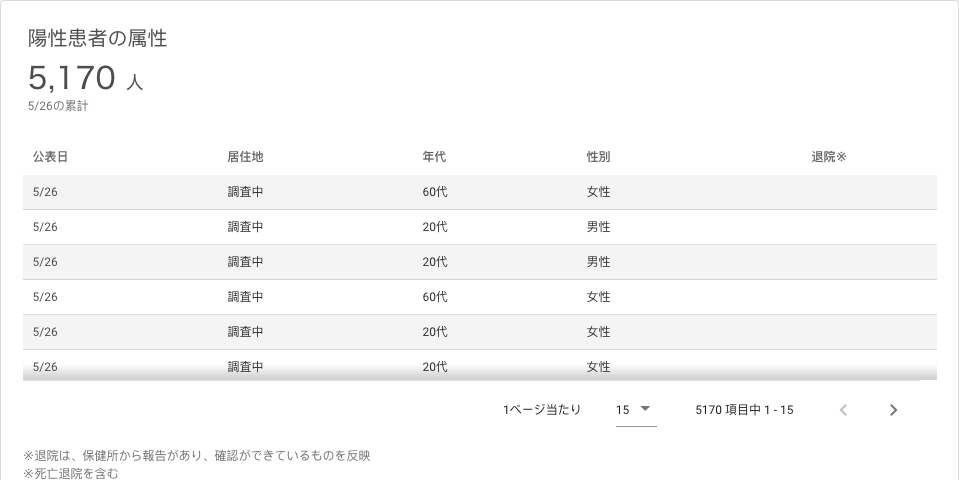 陽性患者の属性
5,170 人
5/26の累計
公表日 居住地 年代 性別 退院※
5/26 調査中 60代 女性
5/26 調査中 20代 男性
5/26 調査中 20代 男性
5/26 調査中 60代 女性
5/26 調査中 20代 女性
5/26 調査中 20代 女性
1ページ当たり 15 5170 項目中 1 - 15
※退院は、保健所から報告があり、確認ができているものを反映
※死亡退院を含む